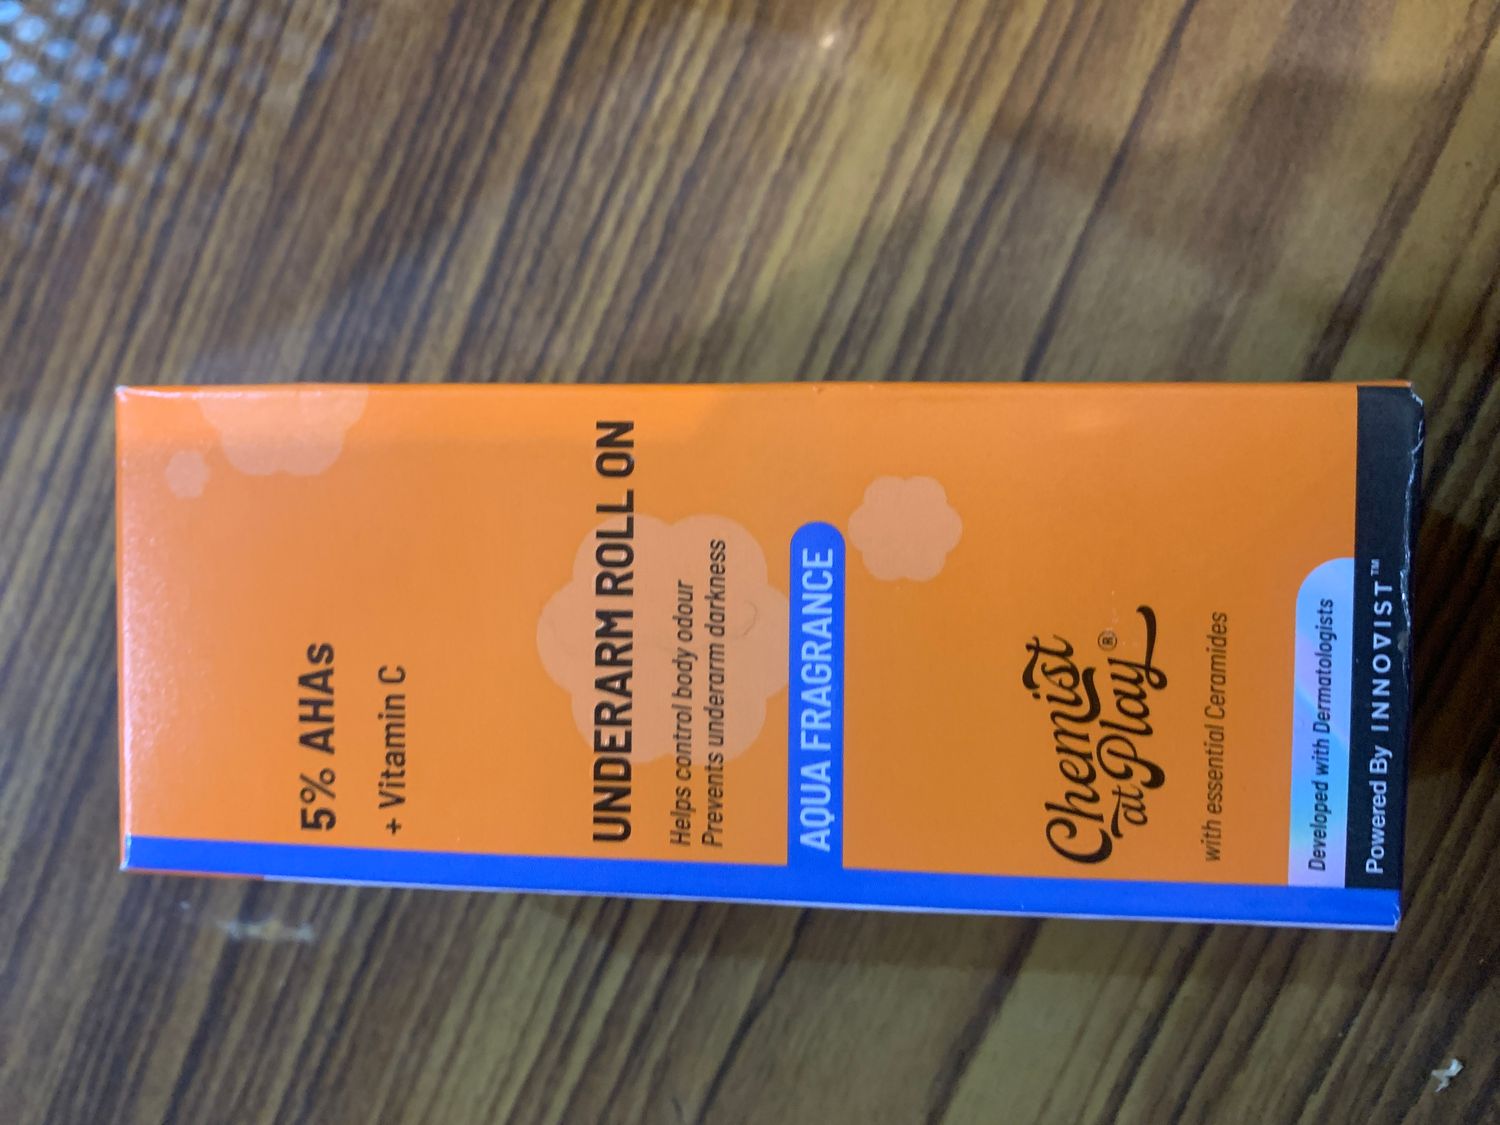 5% AHAs
+ Vitamin C
UNDERARM ROLL ON
Helps control body odour
Prevents underarm darkness
AQUA FRAGRANCE
Chemist
at Play®
with essential Ceramides
Developed with Dermatologists
Powered By INNOVIST™